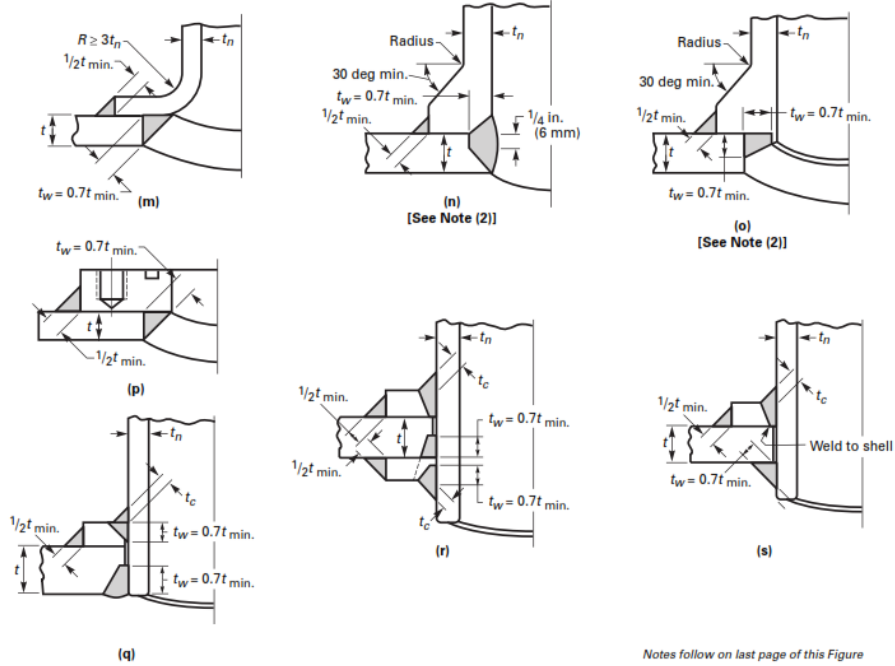 R ≥ 3tn
tn
1/2t min.
t
tw = 0.7t min.
(m)
Radius
tn
30 deg min.
tw = 0.7t min.
1/2t min.
1/4 in.
(6 mm)
t
(n)
[See Note (2)]
Radius
tn
30 deg min.
1/2t min.
tw = 0.7t min.
t
tw = 0.7t min.
(o)
[See Note (2)]
tw = 0.7t min.
t
1/2t min.
(p)
tn
tc
1/2t min.
tw = 0.7t min.
t
tw = 0.7t min.
(q)
tn
tc
1/2t min.
tw = 0.7t min.
t
1/2t min.
tw = 0.7t min.
tc
(r)
tn
tc
1/2t min.
t
Weld to shell
tw = 0.7t min.
(s)
Notes follow on last page of this Figure